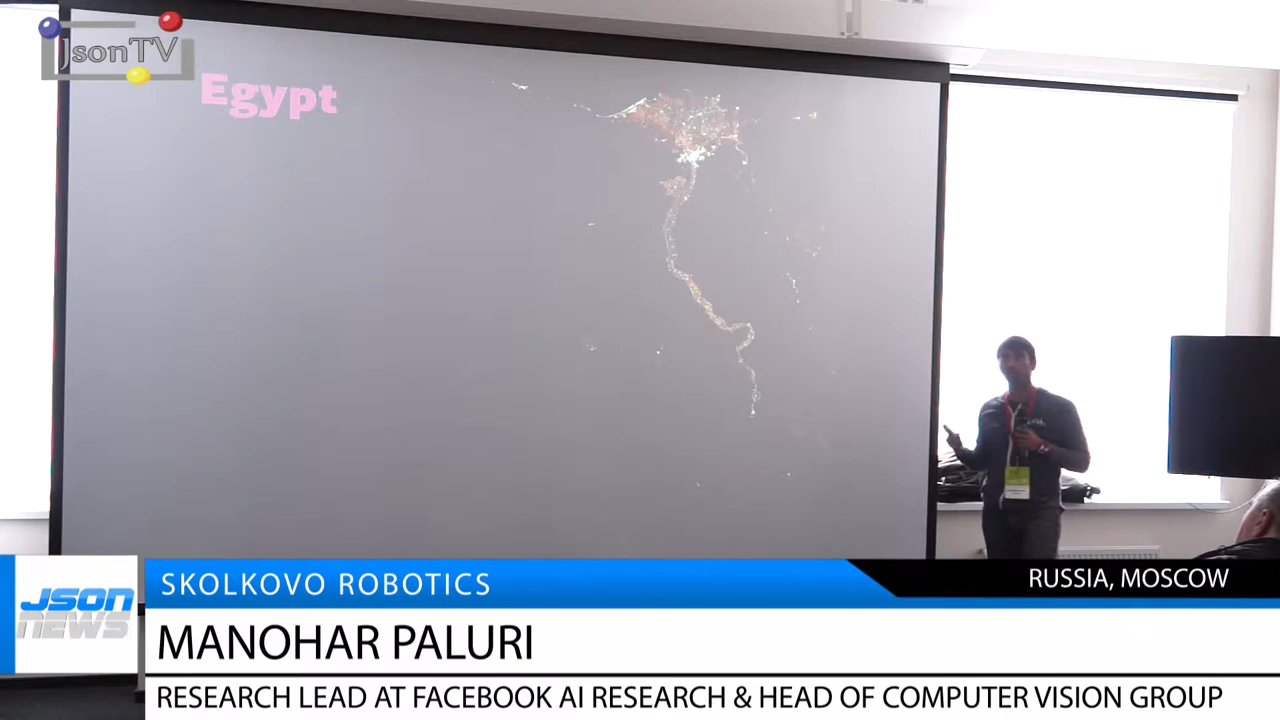 JsonTV
Egypt
SKOLKOVO ROBOTICS
RUSSIA, MOSCOW
JSON
NEWS
MANOHAR PALURI
RESEARCH LEAD AT FACEBOOK AI RESEARCH & HEAD OF COMPUTER VISION GROUP